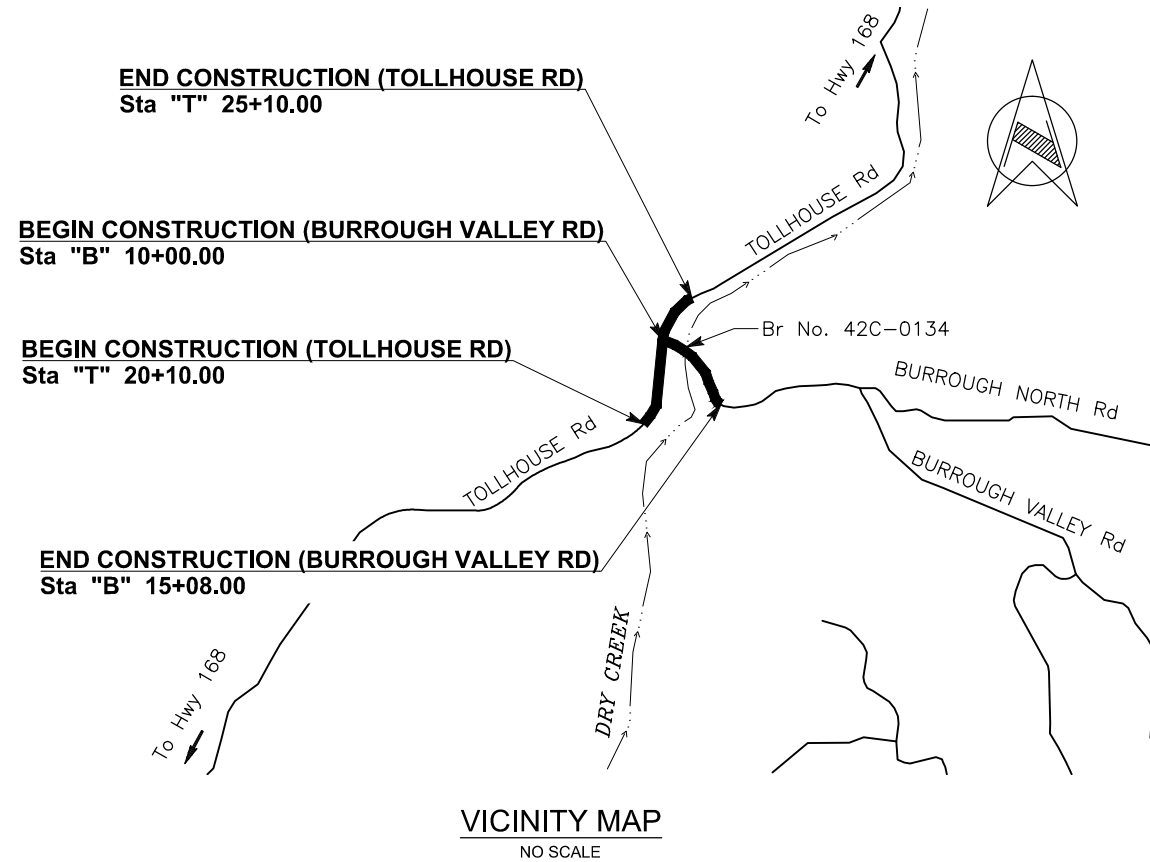 To Hwy 168
END CONSTRUCTION (TOLLHOUSE RD)
Sta "T" 25+10.00
TOLLHOUSE Rd
BEGIN CONSTRUCTION (BURROUGH VALLEY RD)
Sta "B" 10+00.00
Br No. 42C-0134
BEGIN CONSTRUCTION (TOLLHOUSE RD)
Sta "T" 20+10.00
BURROUGH NORTH Rd
TOLLHOUSE Rd
BURROUGH VALLEY Rd
END CONSTRUCTION (BURROUGH VALLEY RD)
Sta "B" 15+08.00
DRY CREEK
To Hwy 168
VICINITY MAP
NO SCALE